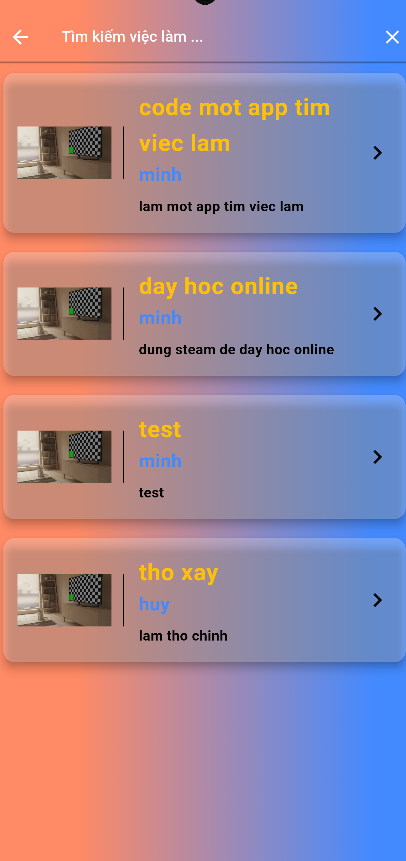 Tìm kiếm việc làm ...
code mot app tim
viec lam
minh
lam mot app tim viec lam
day hoc online
minh
dung steam de day hoc online
test
minh
test
tho xay
huy
lam tho chinh